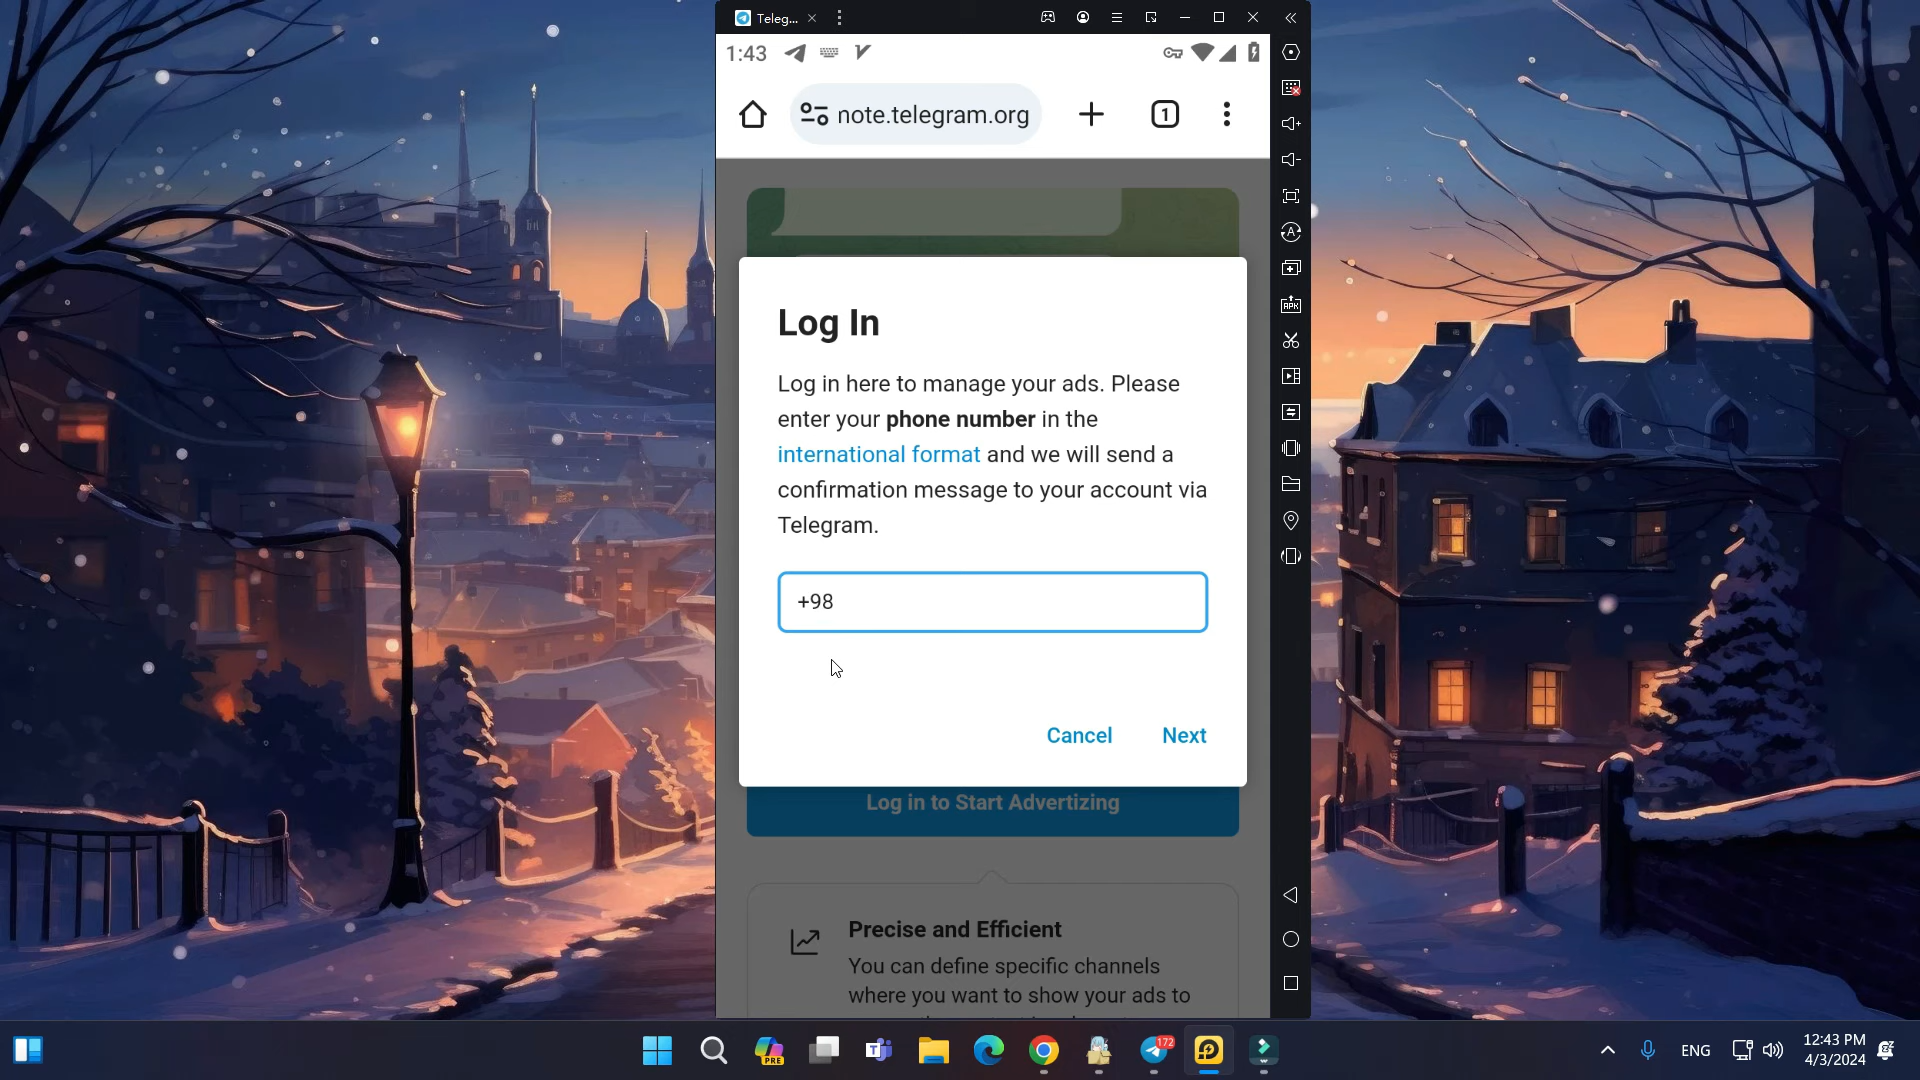 Teleg...
1:43
note.telegram.org
1
Log In
Log in here to manage your ads. Please
enter your phone number in the
international format and we will send a
confirmation message to your account via
Telegram.
+98
Cancel
Next
Log in to Start Advertizing
Precise and Efficient
You can define specific channels
where you want to show your ads to
PRE
172
ENG
12:43 PM
4/3/2024